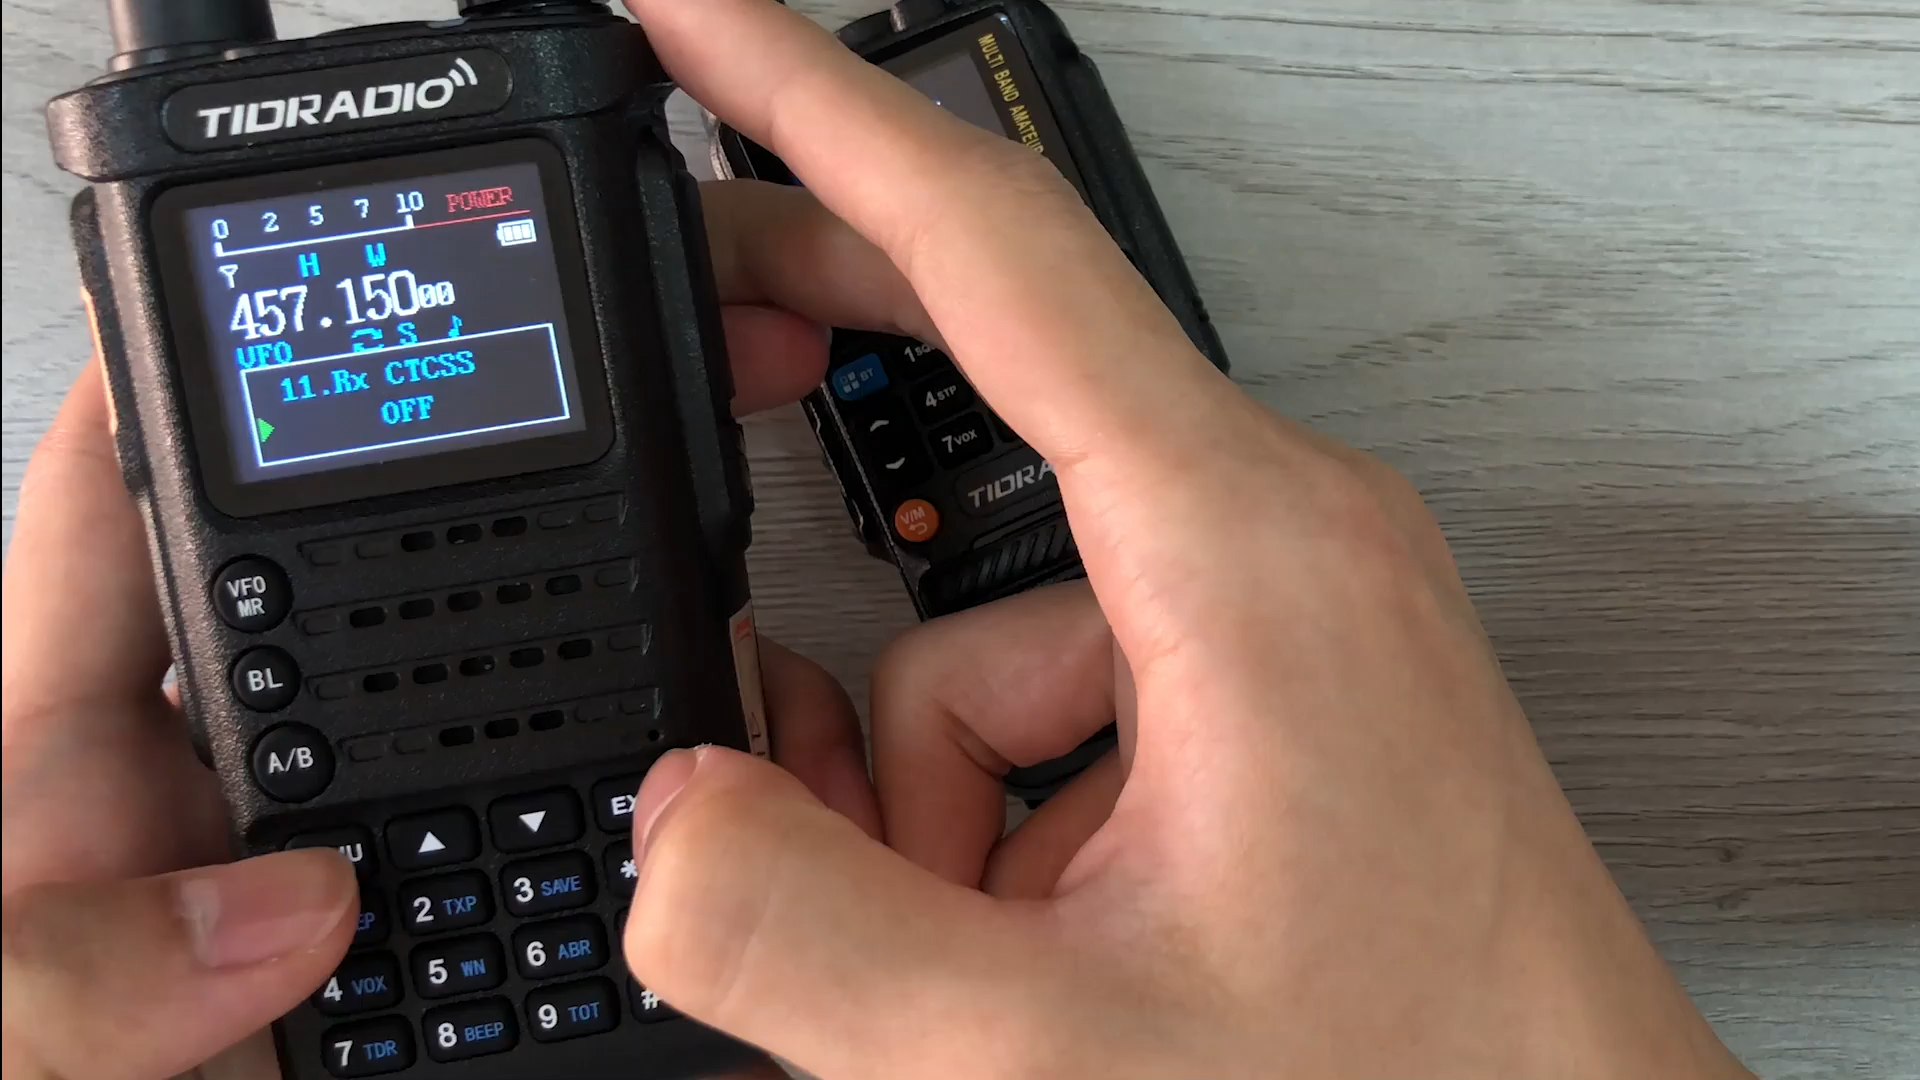 TIDRADIO
0 2 5 7 10 POWER
H W
457.15000
VFO S
11.Rx CTCSS
OFF
VFO
MR
BL
A/B
2 TXP
3 SAVE
*
4 VOX
5 WN
6 ABR
#
7 TDR
8 BEEP
9 TOT
MULTI BAND
BT
4 STP
7 VOX
V/M